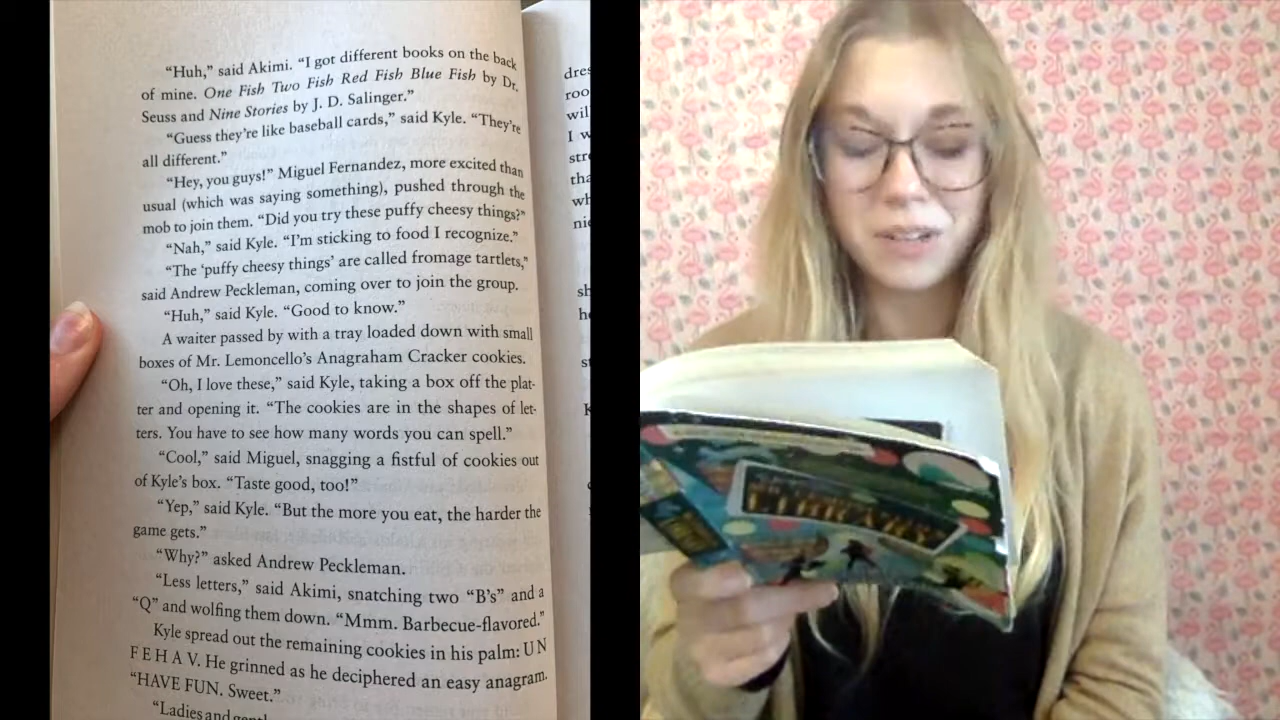 "Huh," said Akimi. "I got different books on the back
of mine. One Fish Two Fish Red Fish Blue Fish by Dr.
Seuss and Nine Stories by J. D. Salinger."
"Guess they're like baseball cards," said Kyle. "They're
all different."
"Hey, you guys!" Miguel Fernandez, more excited than
usual (which was saying something), pushed through the
mob to join them. "Did you try these puffy cheesy things?"
"Nah," said Kyle. "I'm sticking to food I recognize."
"The 'puffy cheesy things' are called fromage tartlets,"
said Andrew Peckleman, coming over to join the group.
"Huh," said Kyle. "Good to know."
A waiter passed by with a tray loaded down with small
boxes of Mr. Lemoncello's Anagraham Cracker cookies.
"Oh, I love these," said Kyle, taking a box off the plat-
ter and opening it. "The cookies are in the shapes of let-
ters. You have to see how many words you can spell."
"Cool," said Miguel, snagging a fistful of cookies out
of Kyle's box. "Taste good, too!"
"Yep," said Kyle. "But the more you eat, the harder the
game gets."
"Why?" asked Andrew Peckleman.
"Less letters," said Akimi, snatching two "B's" and a
"Q" and wolfing them down. "Mmm. Barbecue-flavored."
Kyle spread out the remaining cookies in his palm: U N
F E H A V. He grinned as he deciphered an easy anagram.
"HAVE FUN. Sweet."
"Ladies and
LIBRARY